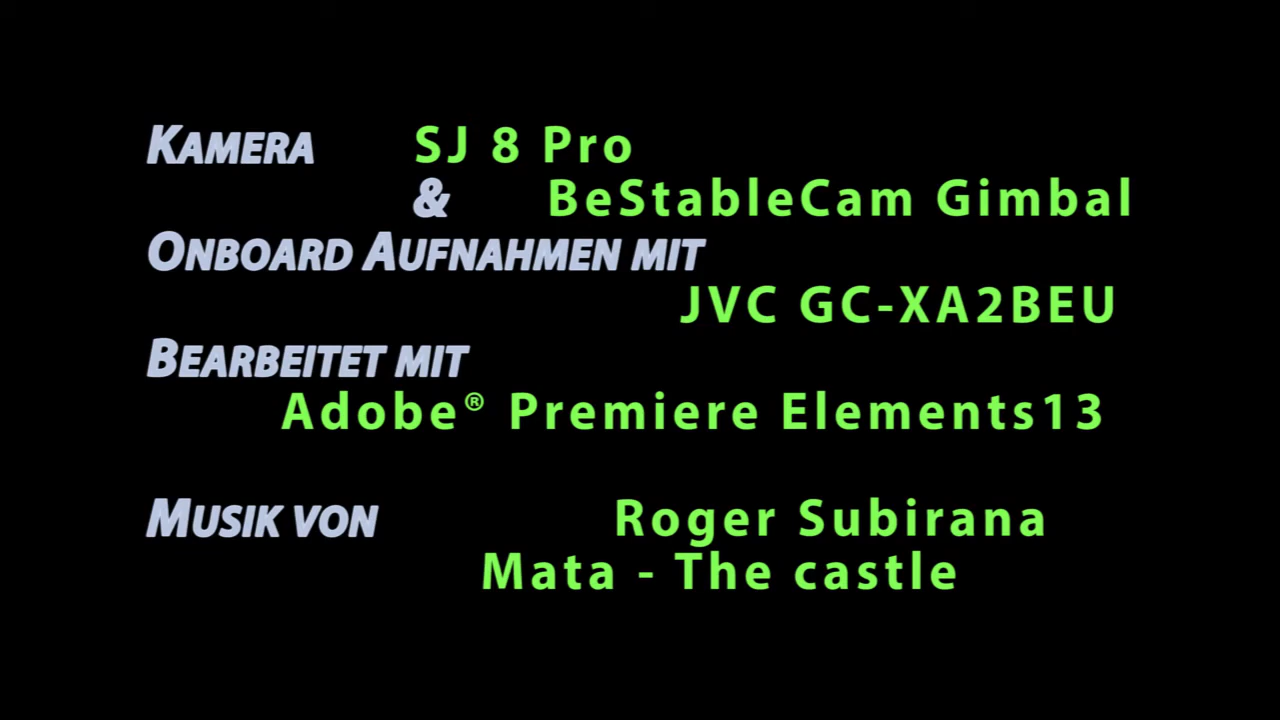 KAMERA SJ 8 Pro
& BeStableCam Gimbal
ONBOARD AUFNAHMEN MIT
JVC GC-XA2BEU
BEARBEITET MIT
Adobe® Premiere Elements13
MUSIK VON Roger Subirana
Mata - The castle